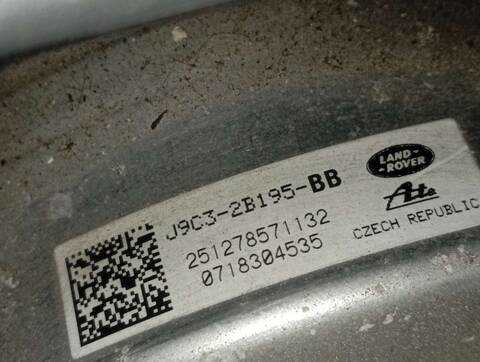 J9C3-2B195-BB
251278571132
0718304535
LAND-
ROVER
Ate
CZECH REPUBLIC